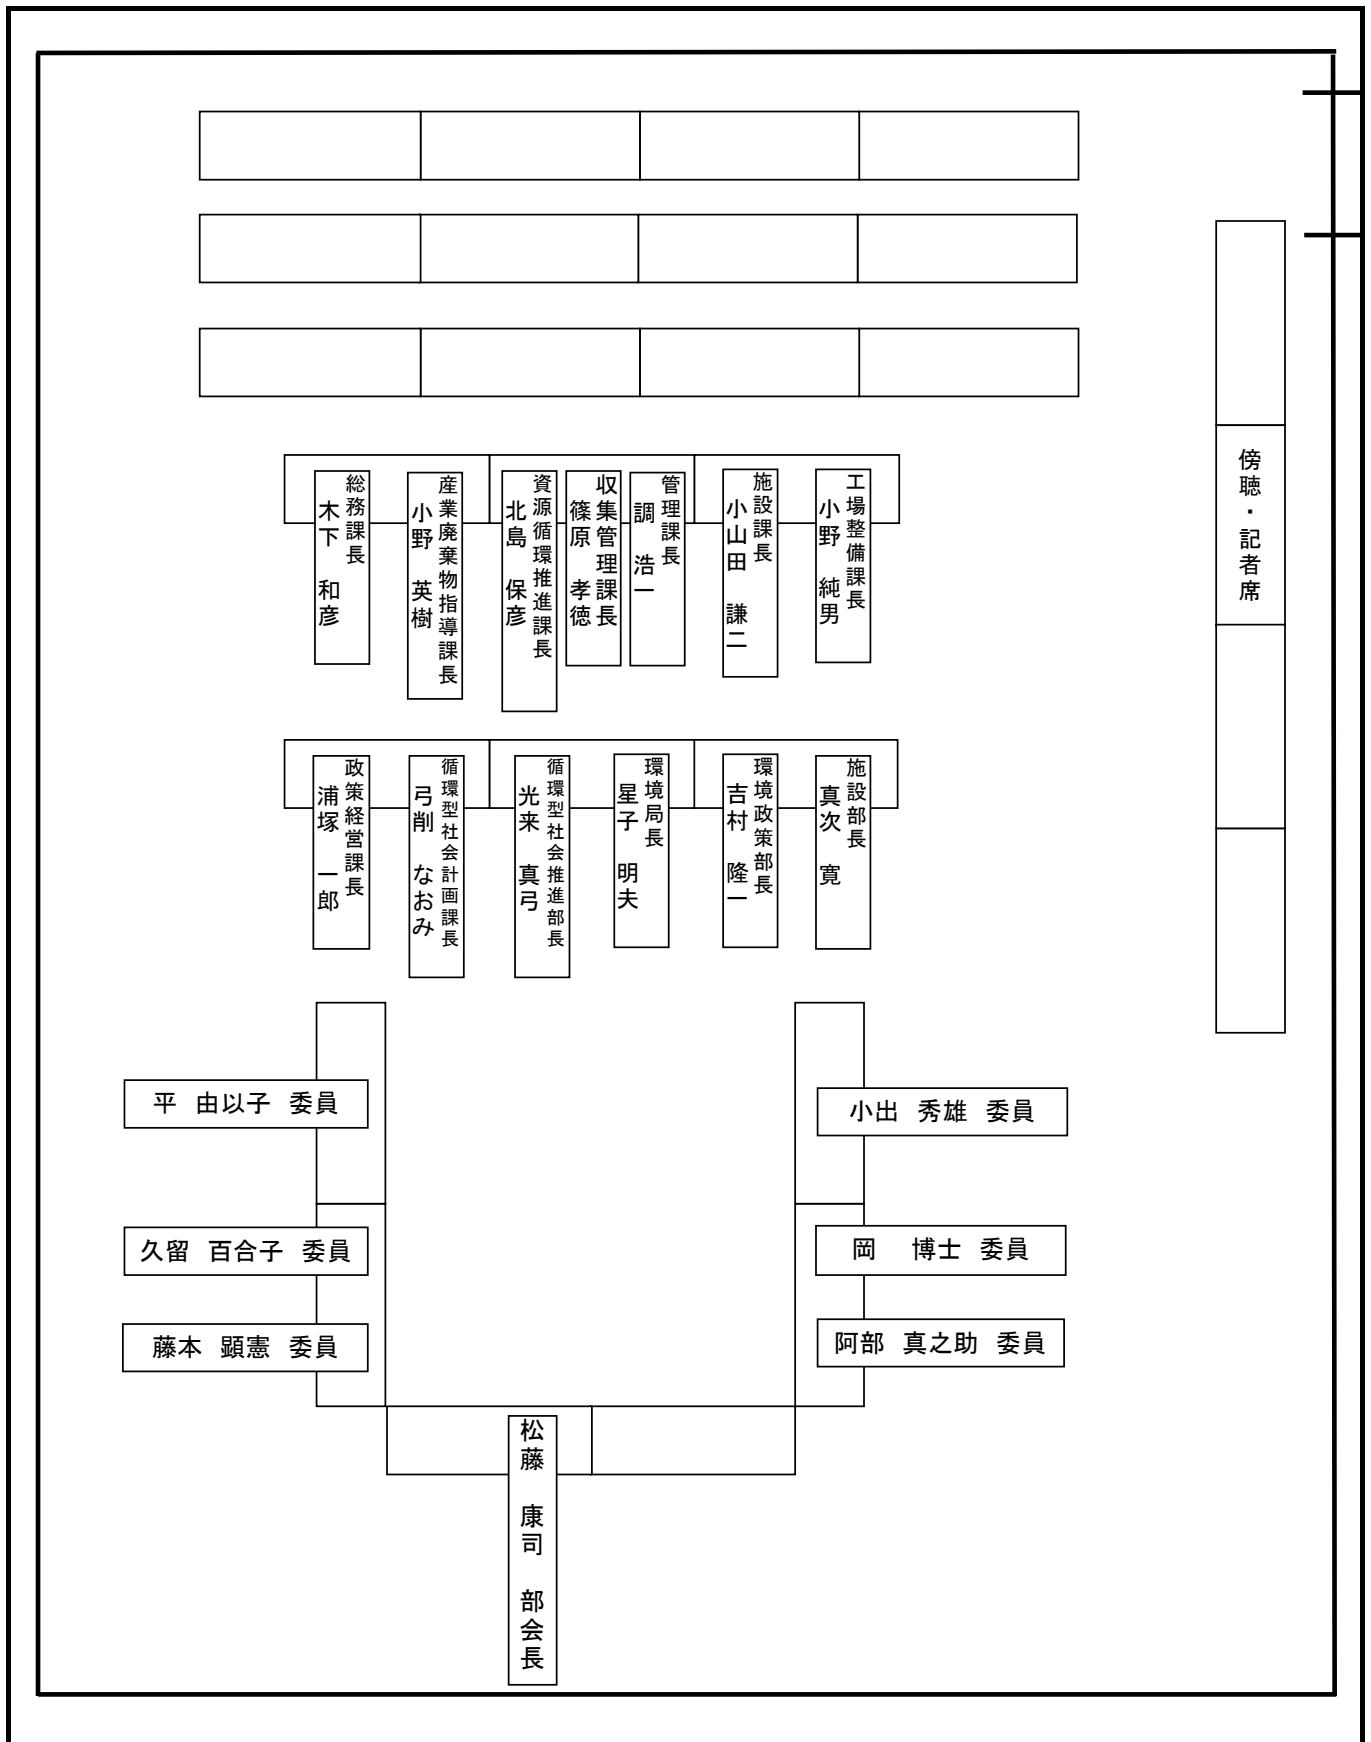 総務課長
木下 和彦
産業廃棄物指導課長
小野 英樹
資源循環推進課長
北島 保彦
収集管理課長
篠原 孝徳
管理課長
調 浩一
施設課長
小山田 謙二
工場整備課長
小野 純男
傍聴・記者席
政策経営課長
浦塚 一郎
循環型社会計画課長
弓削 なおみ
循環型社会推進部長
光来 真弓
環境局長
星子 明夫
環境政策部長
吉村 隆一
施設部長
真次 寛
平 由以子 委員
小出 秀雄 委員
久留 百合子 委員
岡 博士 委員
藤本 顕憲 委員
阿部 真之助 委員
松藤 康司 部会長